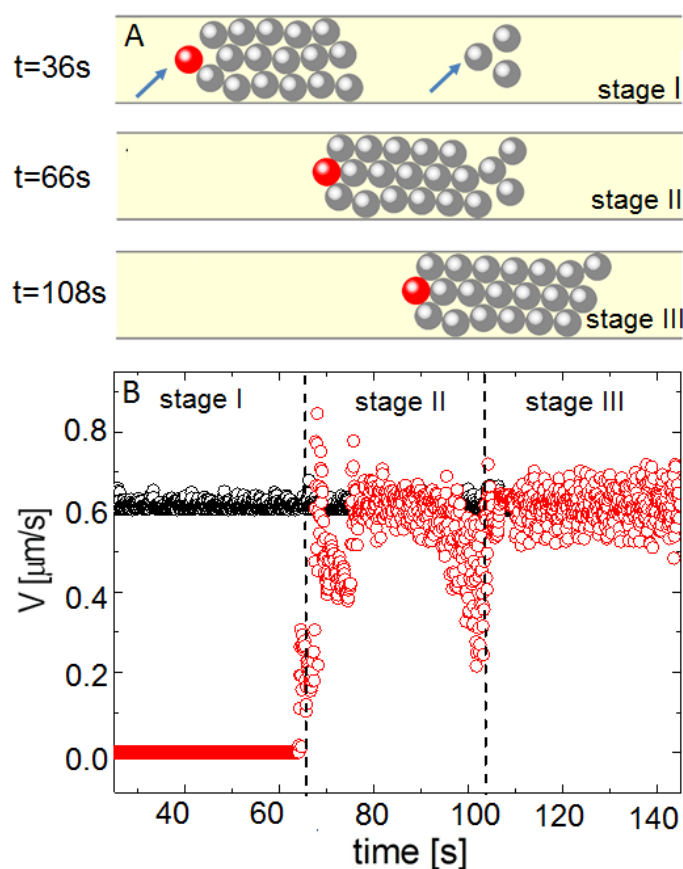 A
t=36s
stage I
t=66s
stage II
t=108s
stage III
B
stage I
stage II
stage III
0.8
0.6
0.4
0.2
0.0
V [μm/s]
40
60
80
100
120
140
time [s]